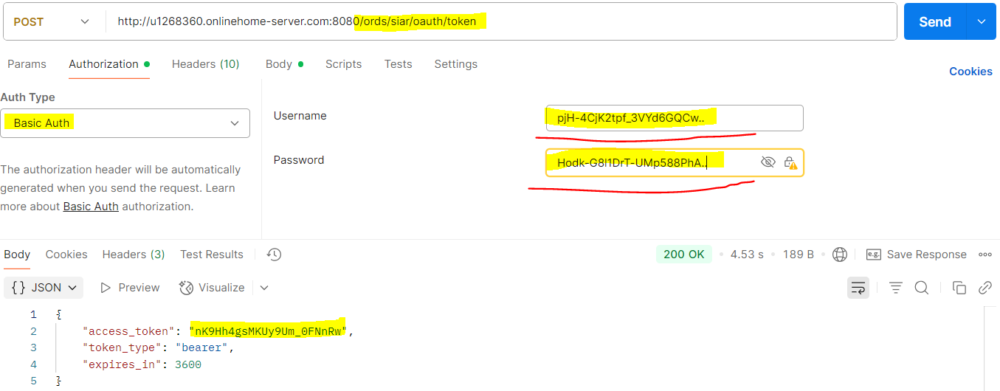 POST http://u1268360.onlinehome-server.com:8080/ords/siar/oauth/token Send
Params Authorization Headers (10) Body Scripts Tests Settings Cookies
Auth Type
Basic Auth
Username pjH-4CjK2tpf_3VYd6GQCw..
Password Hodk-G8l1DrT-UMp588PhA..
The authorization header will be automatically
generated when you send the request. Learn
more about Basic Auth authorization.
Body Cookies Headers (3) Test Results 200 OK • 4.53 s • 189 B • e.g. Save Response
{} JSON Preview Visualize
1 {
2 "access_token": "nK9Hh4gsMKUy9Um_0FNnRw",
3 "token_type": "bearer",
4 "expires_in": 3600
5 }